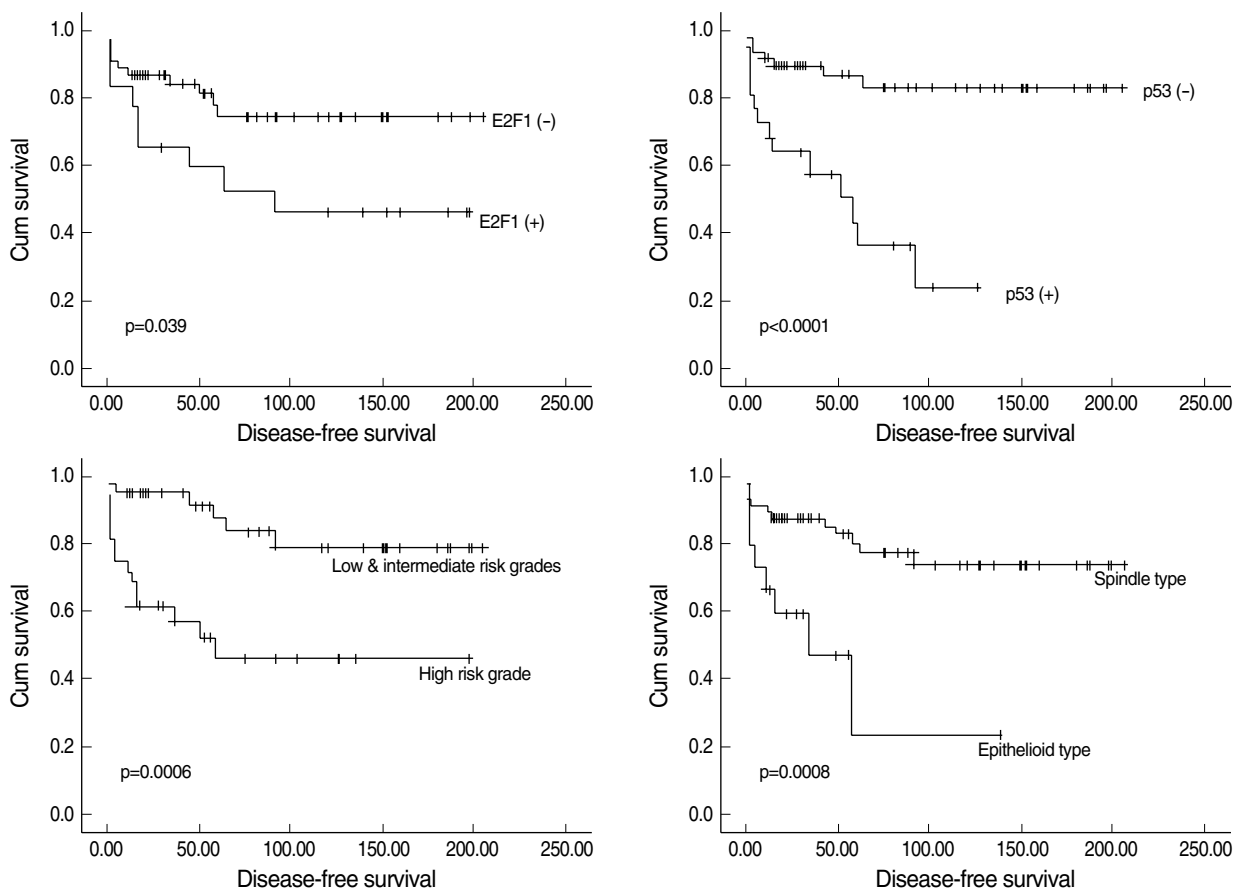 1.0
0.8
0.6
0.4
0.2
0.0
Cum survival
E2F1 (−)
E2F1 (+)
p=0.039
0.00 50.00 100.00 150.00 200.00 250.00
Disease-free survival
1.0
0.8
0.6
0.4
0.2
0.0
Cum survival
p53 (−)
p53 (+)
p<0.0001
0.00 50.00 100.00 150.00 200.00 250.00
Disease-free survival
1.0
0.8
0.6
0.4
0.2
0.0
Cum survival
Low & intermediate risk grades
High risk grade
p=0.0006
0.00 50.00 100.00 150.00 200.00 250.00
Disease-free survival
1.0
0.8
0.6
0.4
0.2
0.0
Cum survival
Spindle type
Epithelioid type
p=0.0008
0.00 50.00 100.00 150.00 200.00 250.00
Disease-free survival